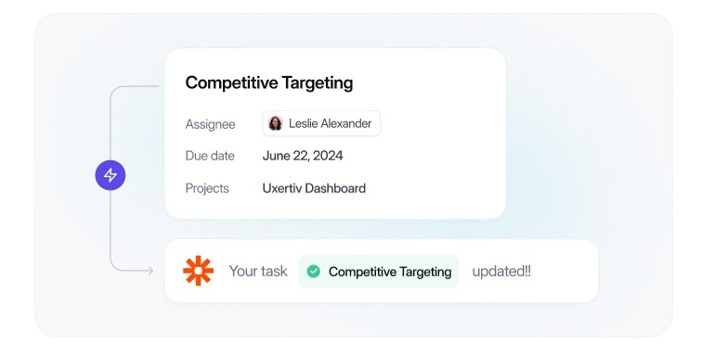 Competitive Targeting
Assignee Leslie Alexander
Due date June 22, 2024
Projects Uxertiv Dashboard
Your task Competitive Targeting updated!!